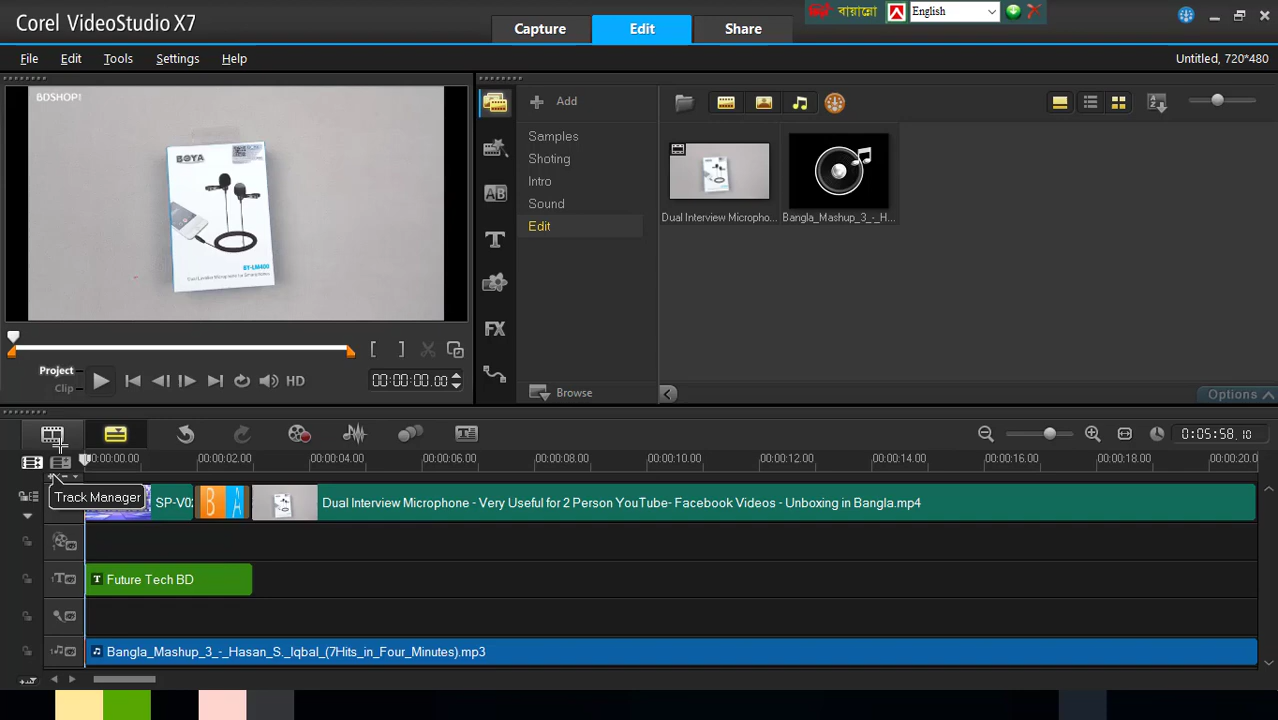 Corel VideoStudio X7
Capture
Edit
Share
বায়ান্নো
English
File
Edit
Tools
Settings
Help
Untitled, 720*480
BDSHOP!
BOYA
BY-LM400
Add
Samples
Shoting
Intro
Sound
Edit
Browse
Dual Interview Micropho...
Bangla_Mashup_3_-_H...
Options
Project
Clip
HD
00:00:00.00
0:05:58.10
00:00:00.00
00:00:02.00
00:00:04.00
00:00:06.00
00:00:08.00
00:00:10.00
00:00:12.00
00:00:14.00
00:00:16.00
00:00:18.00
00:00:20.0
Track Manager
SP-V02
B A
Dual Interview Microphone - Very Useful for 2 Person YouTube- Facebook Videos - Unboxing in Bangla.mp4
T Future Tech BD
Bangla_Mashup_3_-_Hasan_S._Iqbal_(7Hits_in_Four_Minutes).mp3